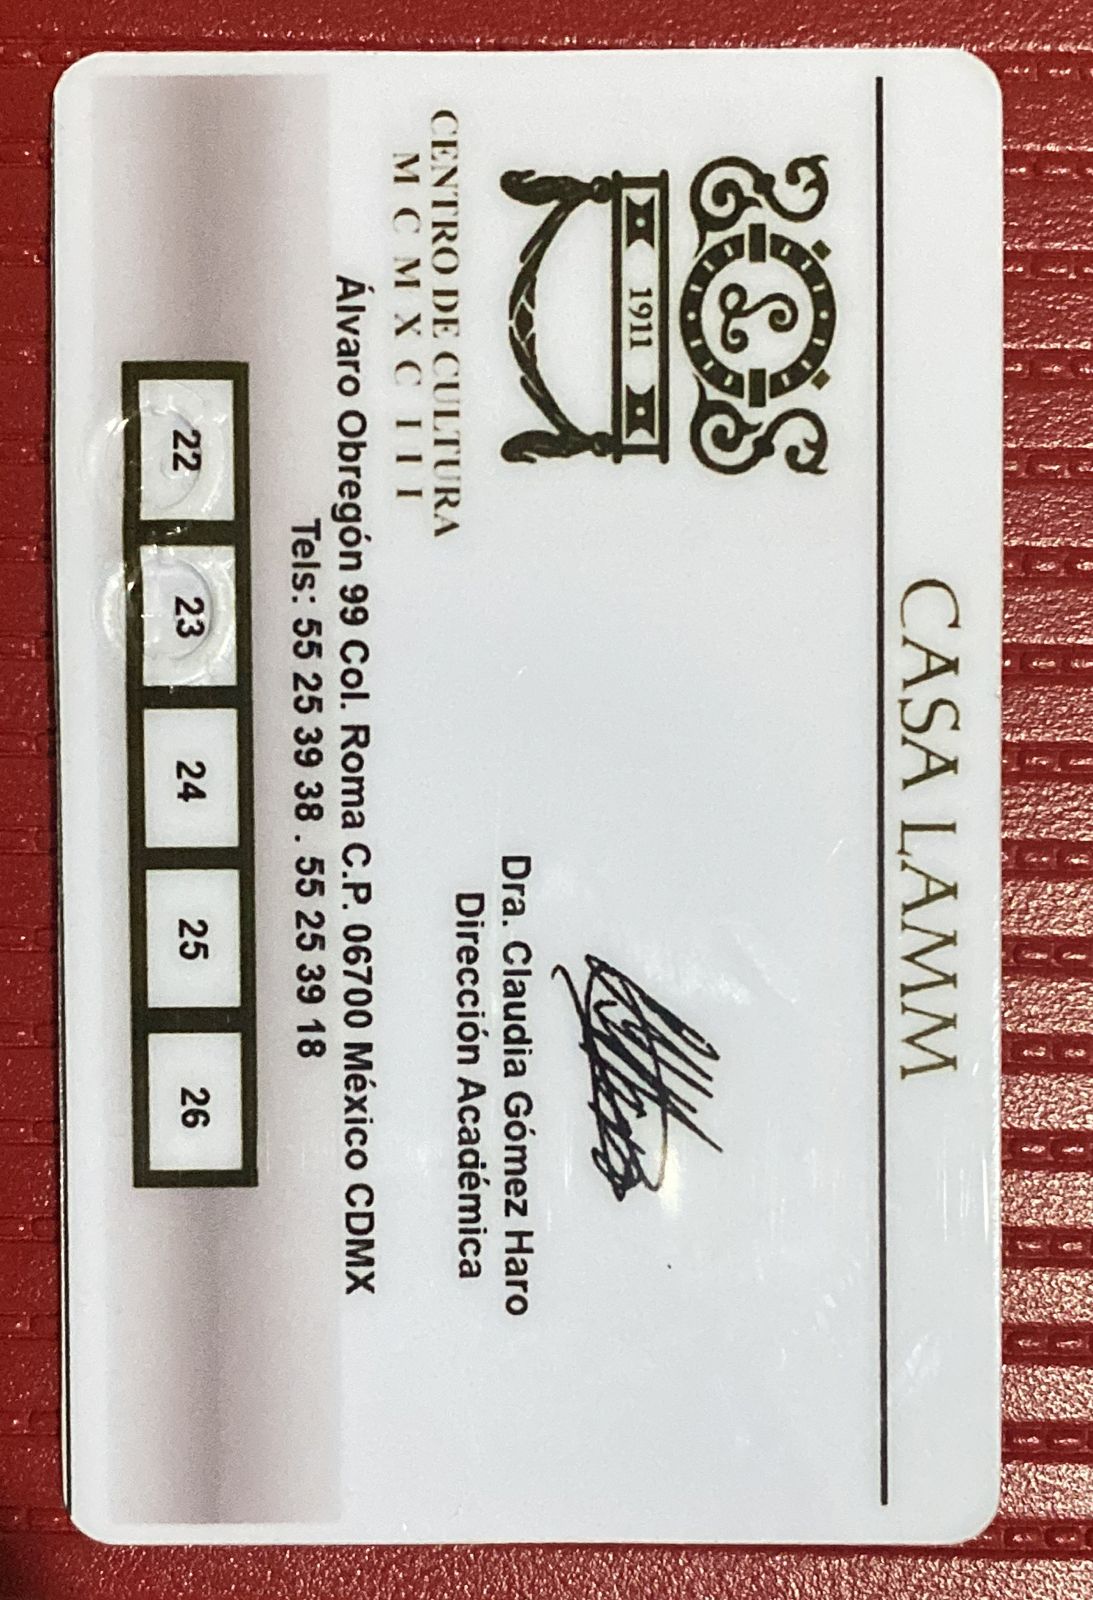 CASA LAMM
L
1911
CENTRO DE CULTURA
M C M X C I I I
Dra. Claudia Gómez Haro
Dirección Académica
Álvaro Obregón 99 Col. Roma C.P. 06700 México CDMX
Tels: 55 25 39 38 . 55 25 39 18
22 23 24 25 26